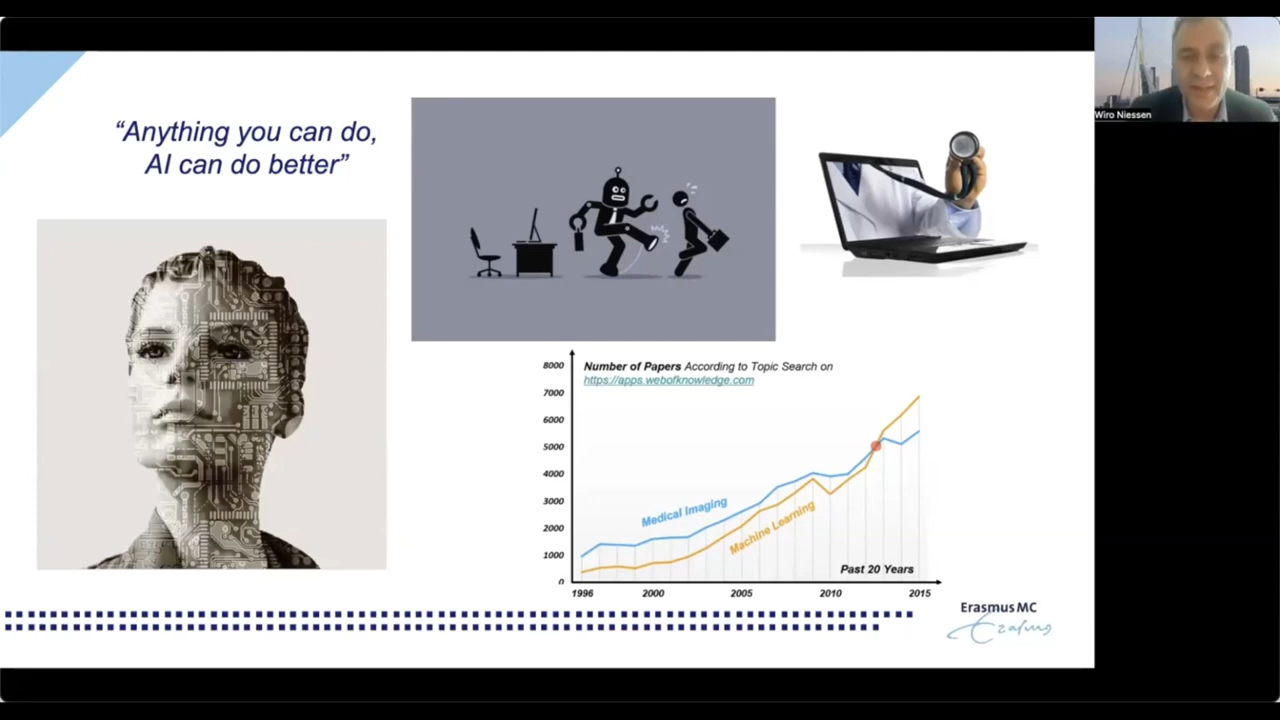 Wiro Niessen
“Anything you can do,
AI can do better”
Number of Papers According to Topic Search on
https://apps.webofknowledge.com
8000
7000
6000
5000
4000
3000
2000
1000
0
Medical Imaging
Machine Learning
Past 20 Years
1996
2000
2005
2010
2015
Erasmus MC
Erasmus